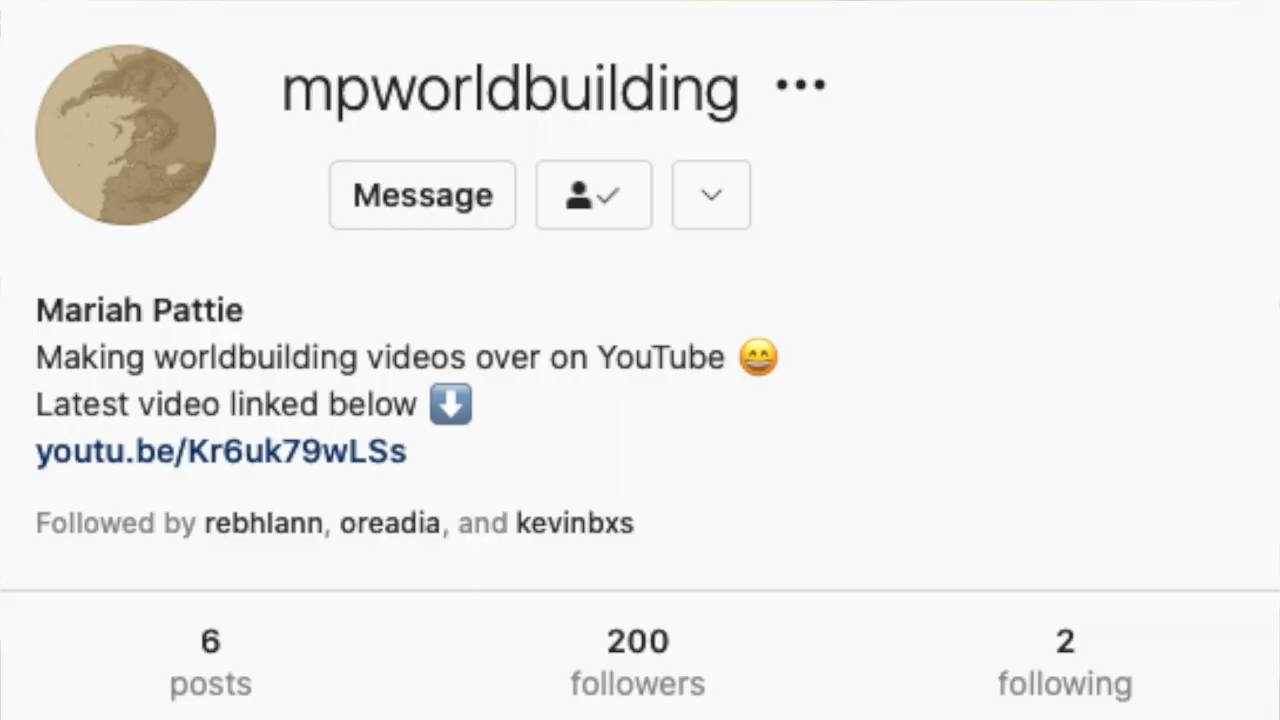 mpworldbuilding •••
Message
Mariah Pattie
Making worldbuilding videos over on YouTube 😁
Latest video linked below ⬇️
youtu.be/Kr6uk79wLSs
Followed by rebhlann, oreadia, and kevinbxs
6 200 2
posts followers following